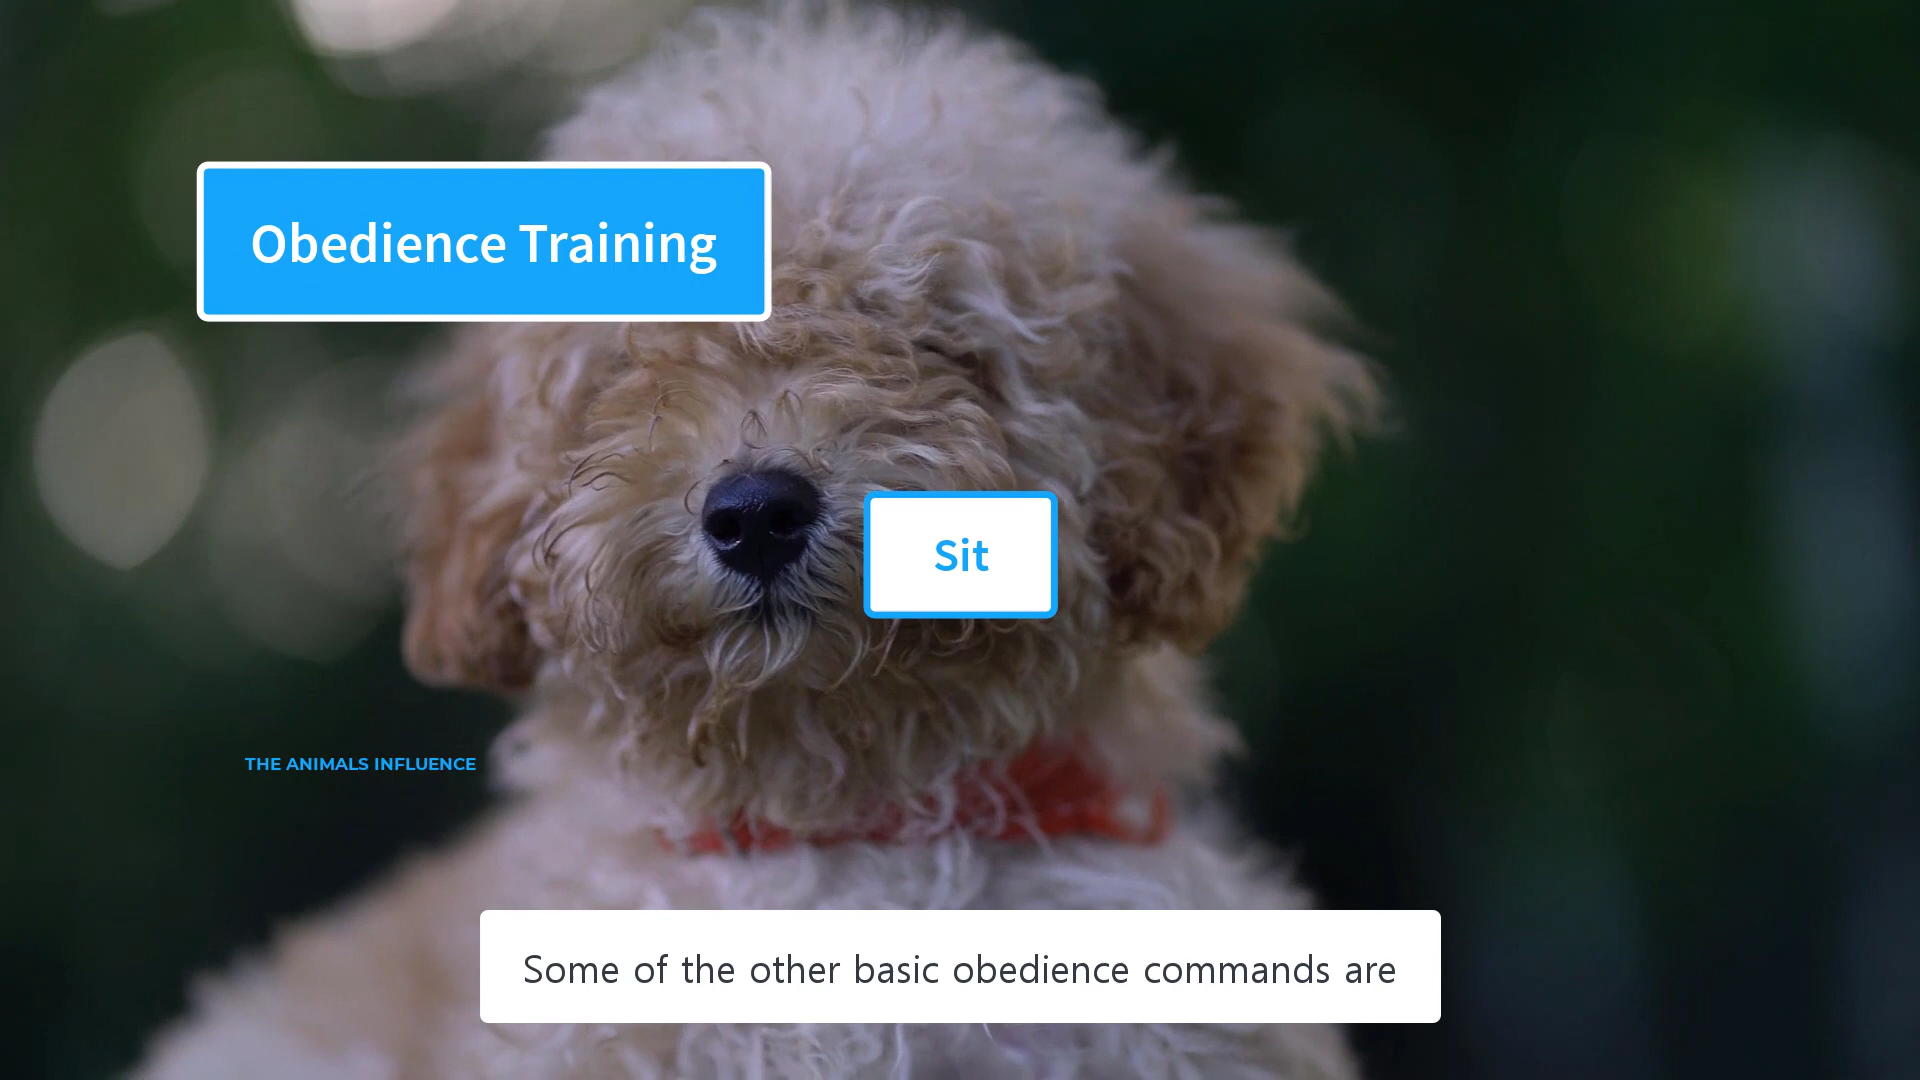 Obedience Training
Sit
THE ANIMALS INFLUENCE
Some of the other basic obedience commands are